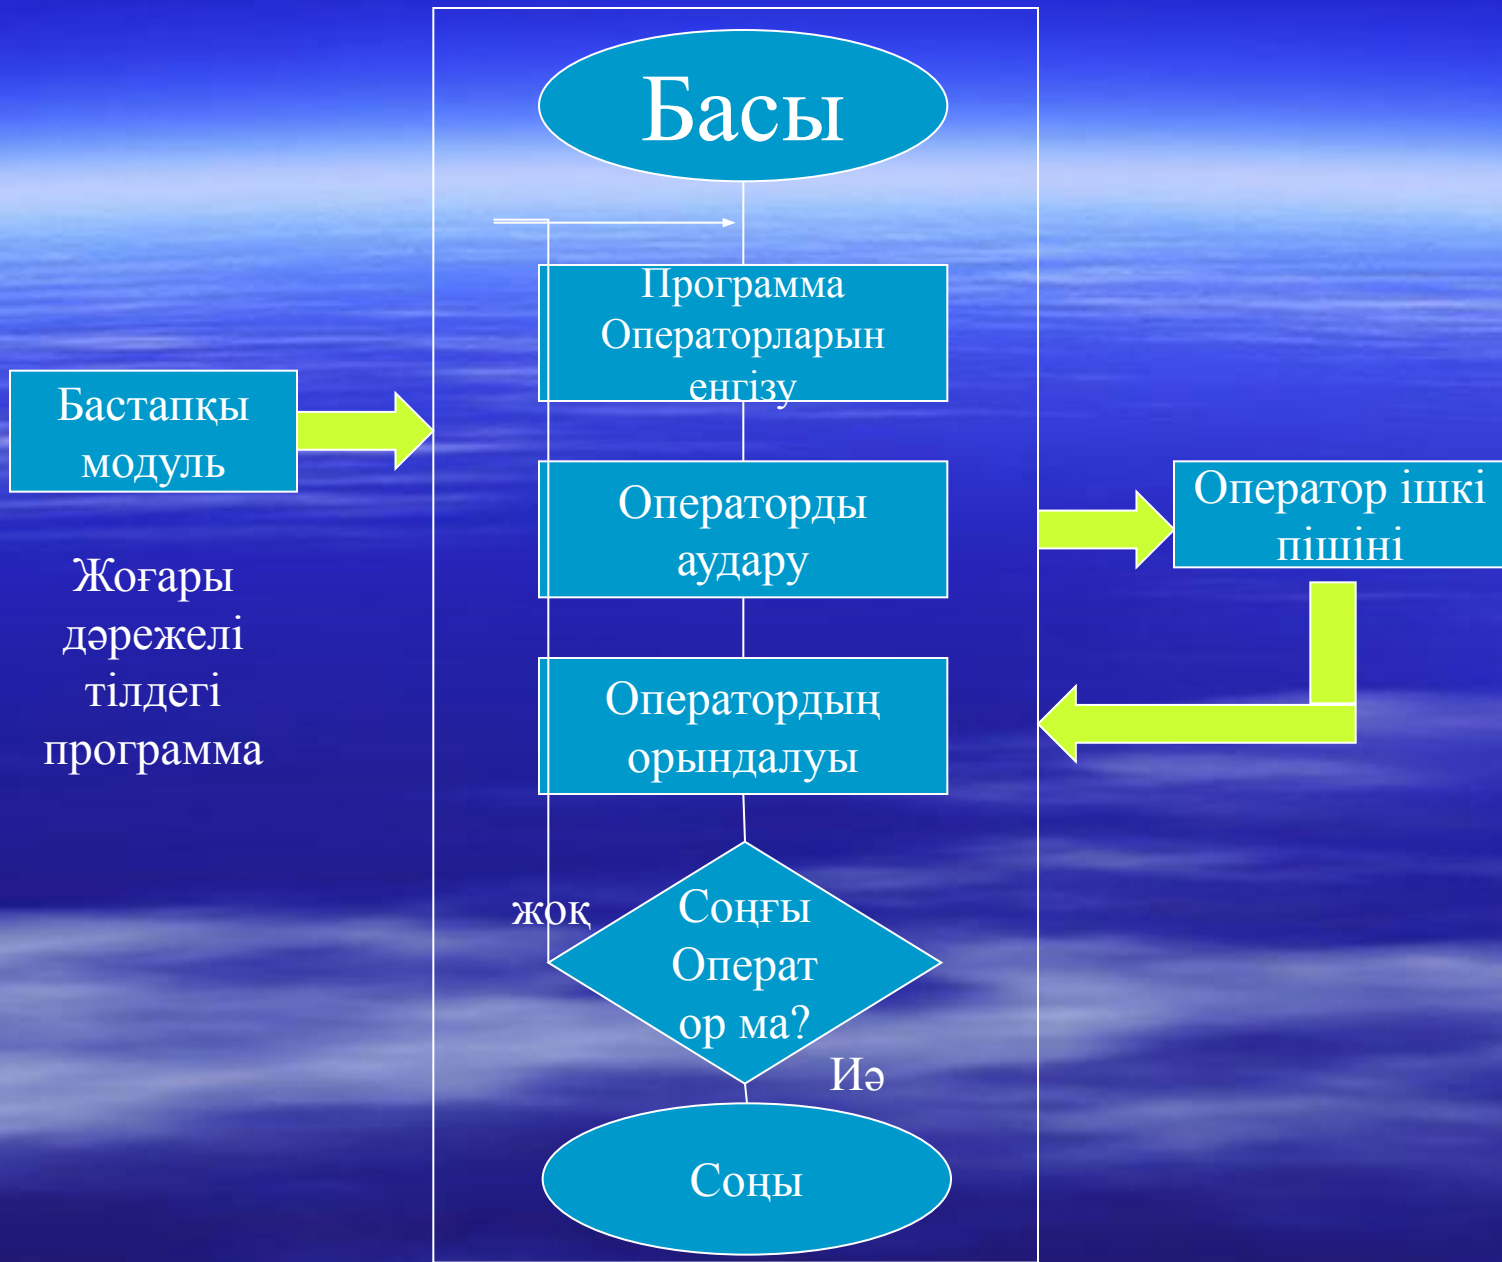 Басы
Программа
Операторларын
енгізу
Бастапқы
модуль
Операторды
аудару
Оператор ішкі
пішіні
Жоғары
дәрежелі
тілдегі
программа
Оператордың
орындалуы
жоқ
Соңғы
Операт
ор ма?
Иә
Соңы